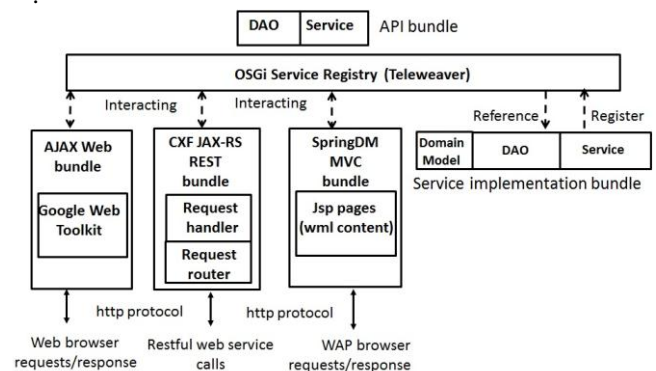 DAO Service API bundle
OSGi Service Registry (Teleweaver)
Interacting Interacting Reference Register
AJAX Web
bundle
Google Web
Toolkit
CXF JAX-RS
REST
bundle
Request
handler
Request
router
SpringDM
MVC
bundle
Jsp pages
(wml content)
Domain
Model
DAO Service
Service implementation bundle
http protocol http protocol
Web browser
requests/response
Restful web service
calls
WAP browser
requests/response